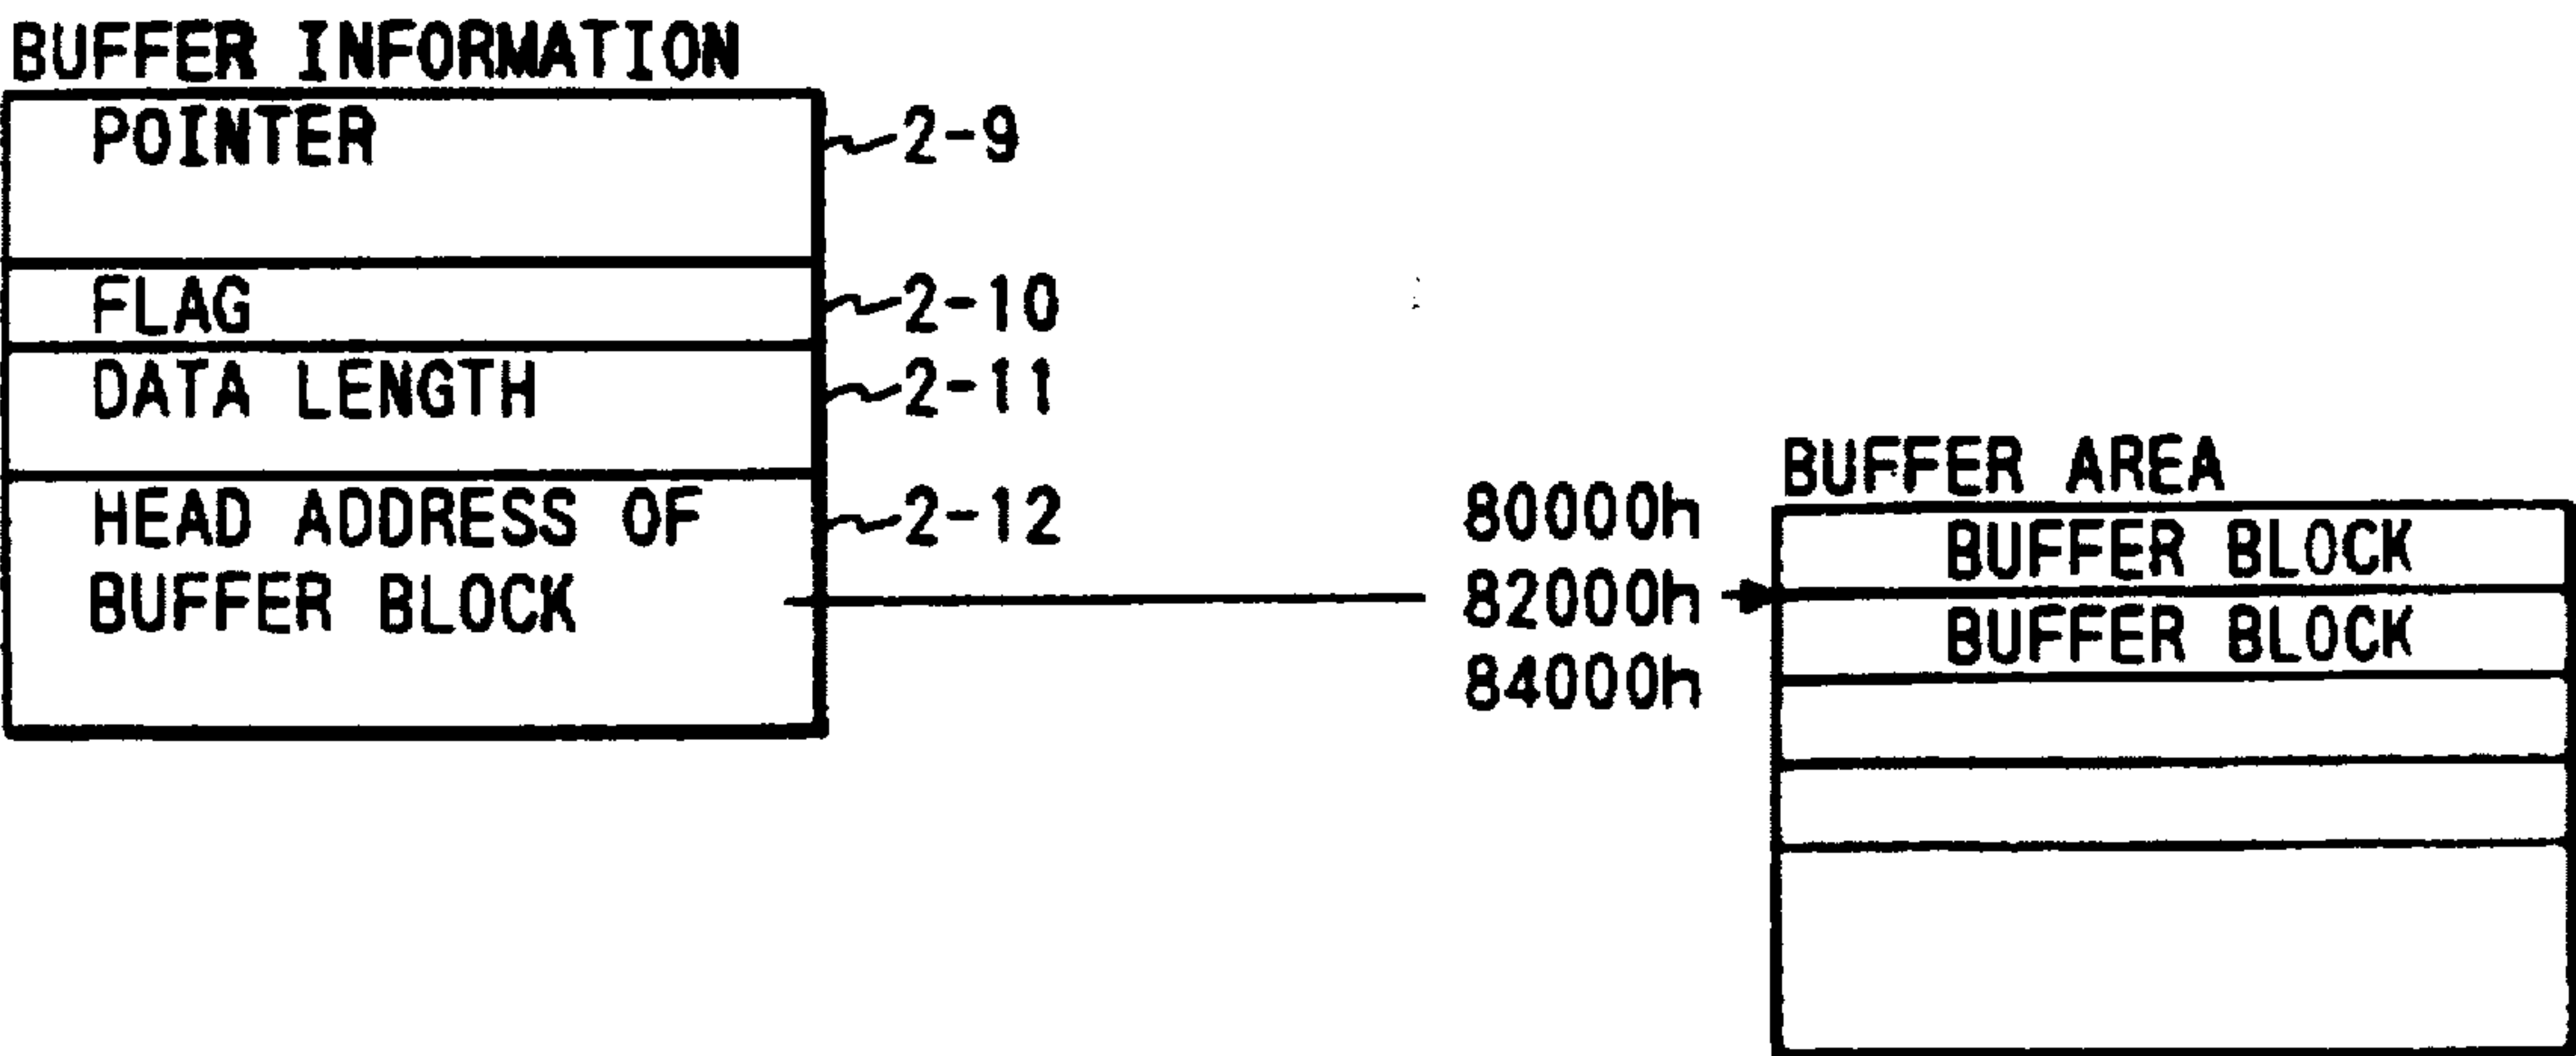 BUFFER INFORMATION
POINTER 2-9
FLAG 2-10
DATA LENGTH 2-11
HEAD ADDRESS OF 2-12
BUFFER BLOCK
BUFFER AREA
80000h BUFFER BLOCK
82000h BUFFER BLOCK
84000h